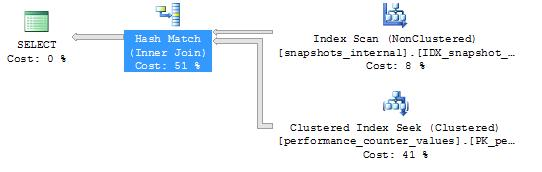 SELECT
Cost: 0 %
Hash Match
(Inner Join)
Cost: 51 %
Index Scan (NonClustered)
[snapshots_internal].[IDX_snapshot_…
Cost: 8 %
Clustered Index Seek (Clustered)
[performance_counter_values].[PK_pe…
Cost: 41 %